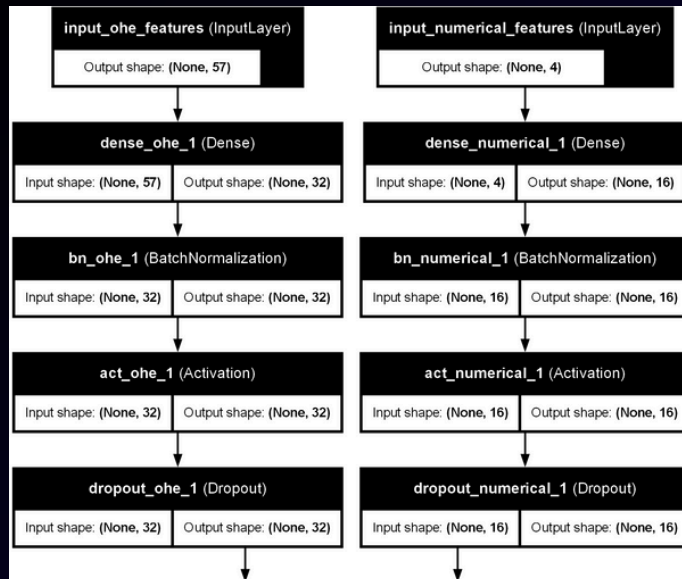 input_ohe_features (InputLayer)
Output shape: (None, 57)
input_numerical_features (InputLayer)
Output shape: (None, 4)
dense_ohe_1 (Dense)
Input shape: (None, 57) Output shape: (None, 32)
dense_numerical_1 (Dense)
Input shape: (None, 4) Output shape: (None, 16)
bn_ohe_1 (BatchNormalization)
Input shape: (None, 32) Output shape: (None, 32)
bn_numerical_1 (BatchNormalization)
Input shape: (None, 16) Output shape: (None, 16)
act_ohe_1 (Activation)
Input shape: (None, 32) Output shape: (None, 32)
act_numerical_1 (Activation)
Input shape: (None, 16) Output shape: (None, 16)
dropout_ohe_1 (Dropout)
Input shape: (None, 32) Output shape: (None, 32)
dropout_numerical_1 (Dropout)
Input shape: (None, 16) Output shape: (None, 16)